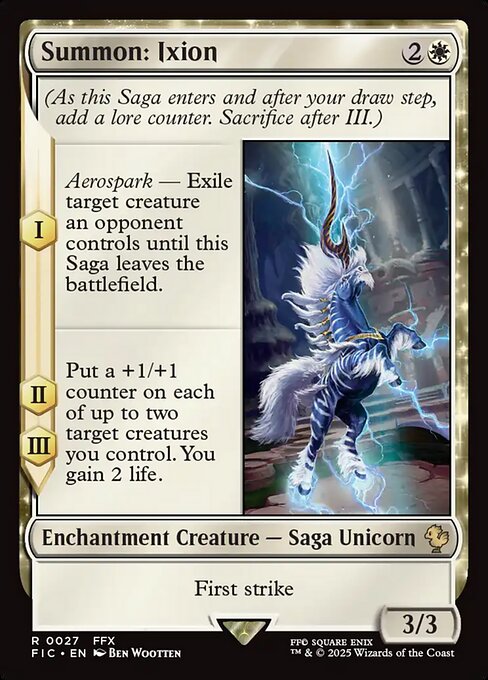 Summon: Ixion 2
(As this Saga enters and after your draw step,
add a lore counter. Sacrifice after III.)
I
Aerospark — Exile
target creature
an opponent
controls until this
Saga leaves the
battlefield.
II
III
Put a +1/+1
counter on each
of up to two
target creatures
you control. You
gain 2 life.
Enchantment Creature — Saga Unicorn
First strike
3/3
R 0027 FFX
FIC • EN Ben Wootten
FF© SQUARE ENIX
™ & © 2025 Wizards of the Coast